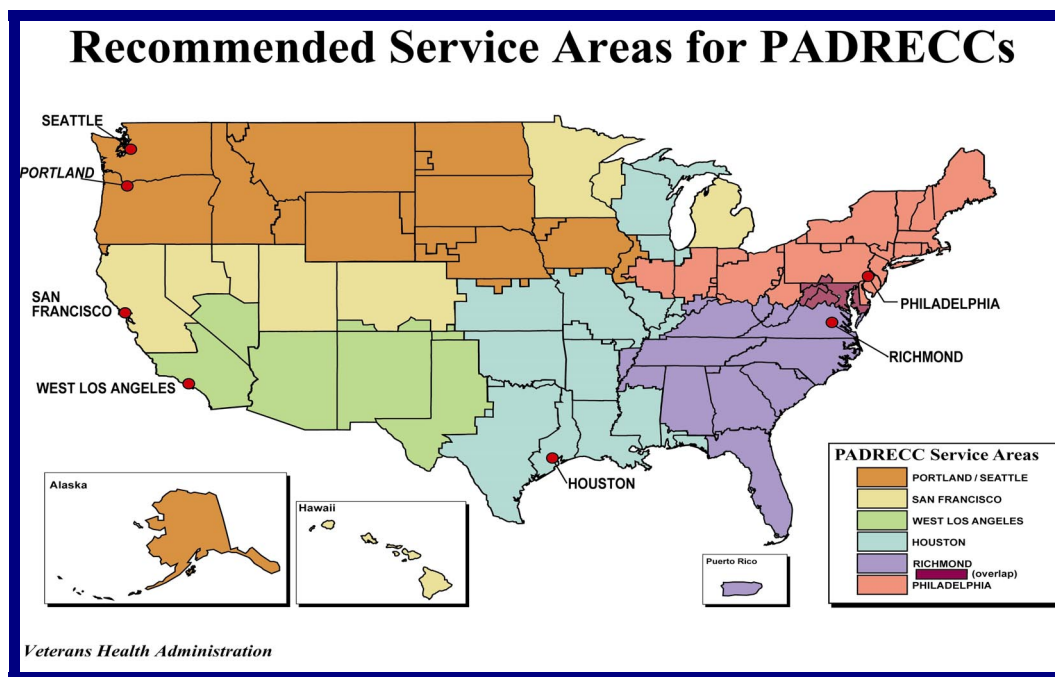 Recommended Service Areas for PADRECCs
SEATTLE
PORTLAND
SAN
FRANCISCO
WEST LOS ANGELES
PHILADELPHIA
RICHMOND
HOUSTON
Alaska
Hawaii
Puerto Rico
PADRECC Service Areas
PORTLAND / SEATTLE
SAN FRANCISCO
WEST LOS ANGELES
HOUSTON
RICHMOND
(overlap)
PHILADELPHIA
Veterans Health Administration